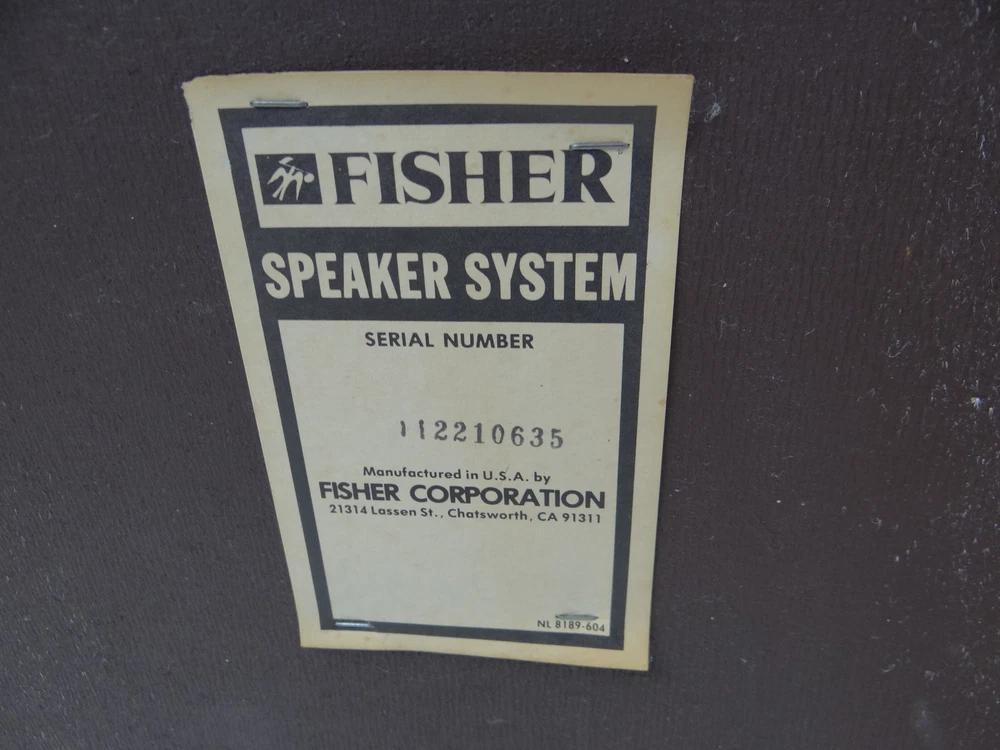 FISHER
SPEAKER SYSTEM
SERIAL NUMBER
112210635
Manufactured in U.S.A. by
FISHER CORPORATION
21314 Lassen St., Chatsworth, CA 91311
NL 8189-604